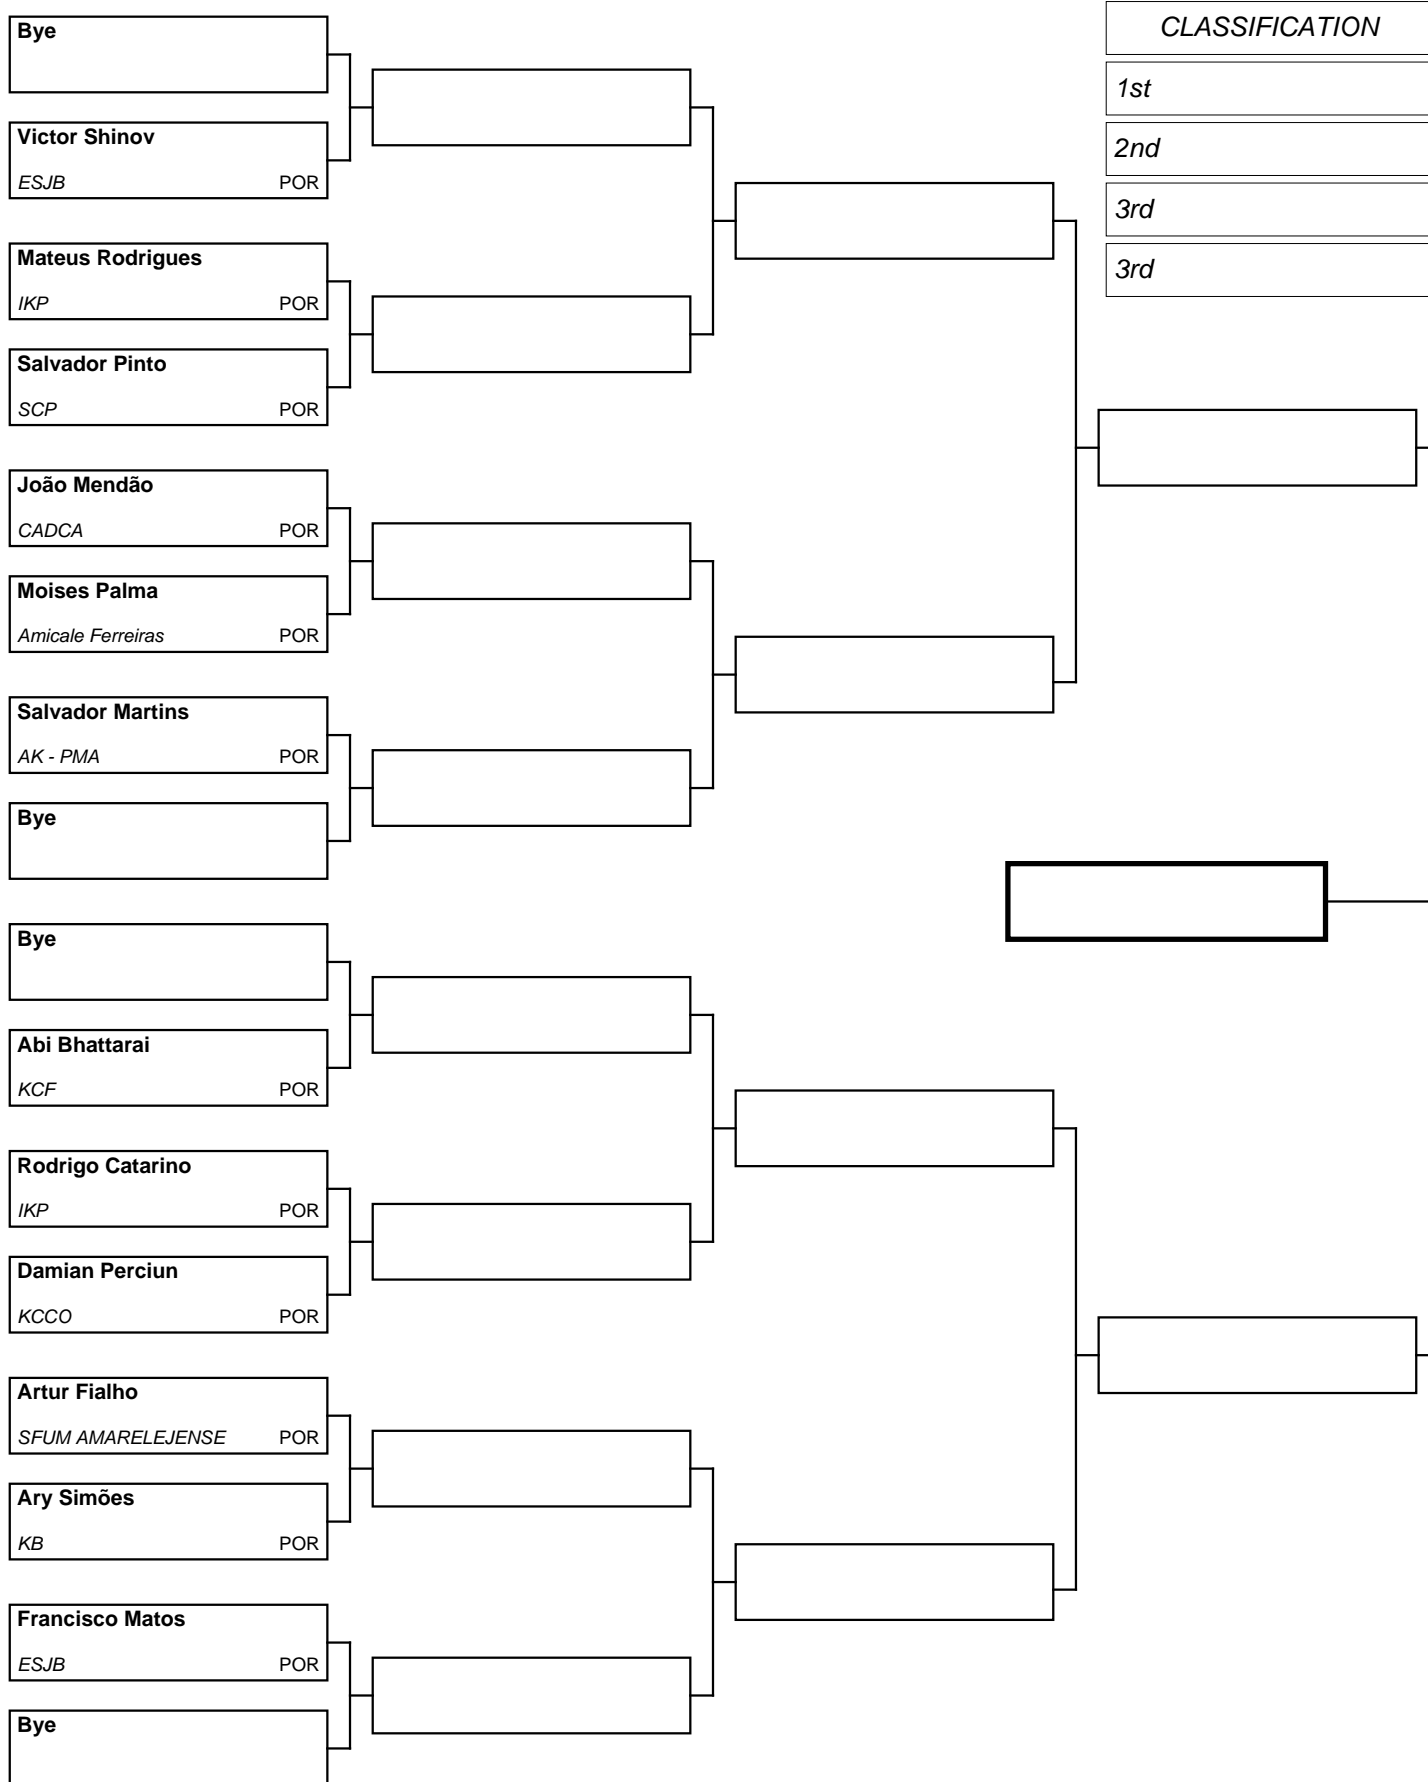 Bye
Victor Shinov
ESJB POR
Mateus Rodrigues
IKP POR
Salvador Pinto
SCP POR
João Mendão
CADCA POR
Moises Palma
Amicale Ferreiras POR
Salvador Martins
AK - PMA POR
Bye
Bye
Abi Bhattarai
KCF POR
Rodrigo Catarino
IKP POR
Damian Perciun
KCCO POR
Artur Fialho
SFUM AMARELEJENSE POR
Ary Simões
KB POR
Francisco Matos
ESJB POR
Bye
CLASSIFICATION
1st
2nd
3rd
3rd